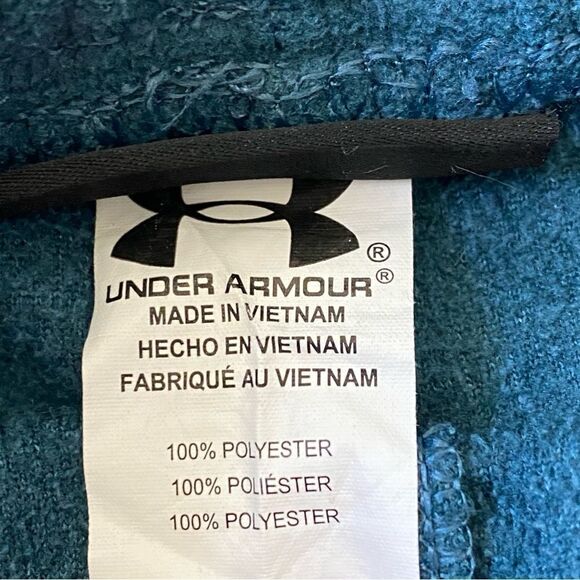 ®
UNDER ARMOUR®
MADE IN VIETNAM
HECHO EN VIETNAM
FABRIQUÉ AU VIETNAM
100% POLYESTER
100% POLIÉSTER
100% POLYESTER